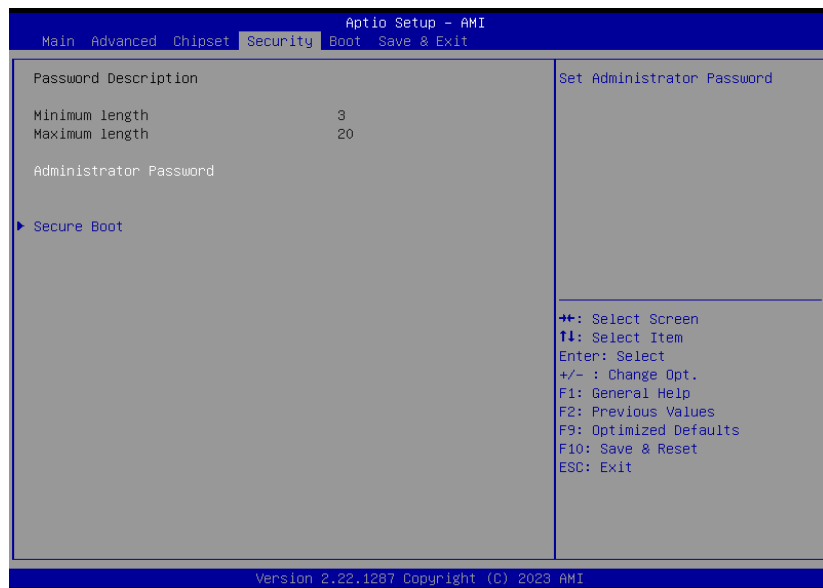 Aptio Setup – AMI
Main Advanced Chipset Security Boot Save & Exit
Password Description
Minimum length 3
Maximum length 20
Administrator Password
Secure Boot
Set Administrator Password
→←: Select Screen
↑↓: Select Item
Enter: Select
+/- : Change Opt.
F1: General Help
F2: Previous Values
F9: Optimized Defaults
F10: Save & Reset
ESC: Exit
Version 2.22.1287 Copyright (C) 2023 AMI